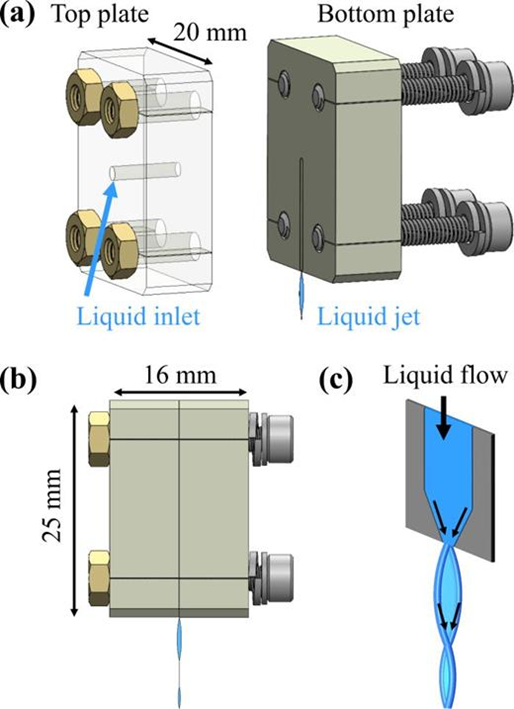 (a) Top plate
20 mm
Bottom plate
Liquid inlet
Liquid jet
(b)
16 mm
25 mm
(c)
Liquid flow